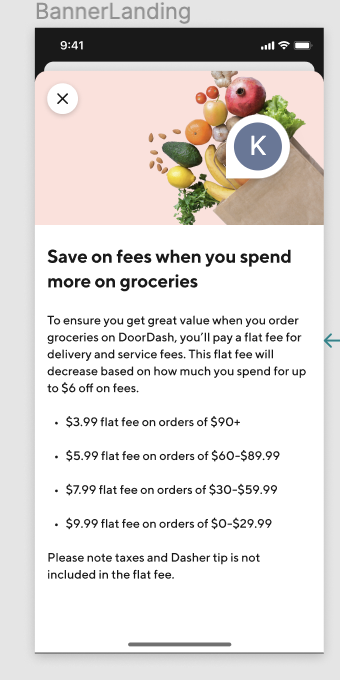 BannerLanding
9:41
K
Save on fees when you spend
more on groceries
To ensure you get great value when you order
groceries on DoorDash, you’ll pay a flat fee for
delivery and service fees. This flat fee will
decrease based on how much you spend for up
to $6 off on fees.
• $3.99 flat fee on orders of $90+
• $5.99 flat fee on orders of $60-$89.99
• $7.99 flat fee on orders of $30-$59.99
• $9.99 flat fee on orders of $0-$29.99
Please note taxes and Dasher tip is not
included in the flat fee.